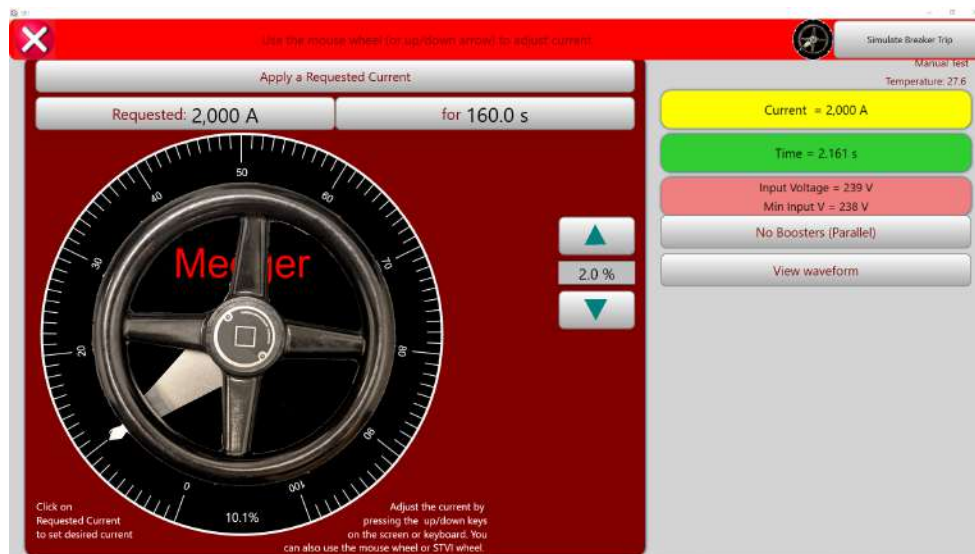 Use the mouse wheel (or up/down arrow) to adjust current.
Simulate Breaker Trip
Manual Test
Temperature: 27.6
Apply a Requested Current
Requested: 2,000 A
for 160.0 s
Current = 2,000 A
Time = 2.161 s
Input Voltage = 239 V
Min Input V = 238 V
No Boosters (Parallel)
View waveform
50
40
60
30
70
20
80
90
0
100
Megger
2.0 %
10.1%
Click on
Requested Current
to set desired current
Adjust the current by
pressing the up/down keys
on the screen or keyboard. You
can also use the mouse wheel or STVI wheel.